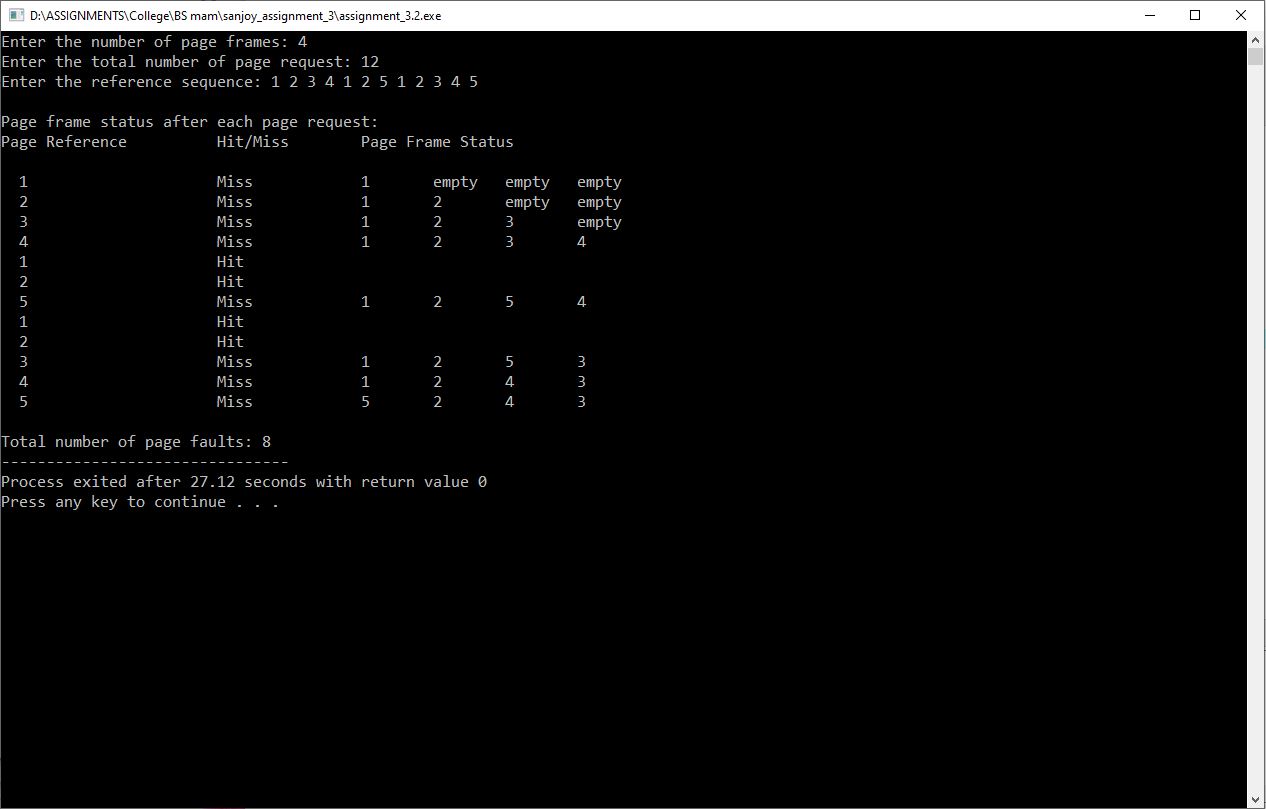 D:\ASSIGNMENTS\College\BS mam\sanjoy_assignment_3\assignment_3.2.exe
Enter the number of page frames: 4
Enter the total number of page request: 12
Enter the reference sequence: 1 2 3 4 1 2 5 1 2 3 4 5
Page frame status after each page request:
Page Reference          Hit/Miss        Page Frame Status
  1                     Miss            1       empty   empty   empty
  2                     Miss            1       2       empty   empty
  3                     Miss            1       2       3       empty
  4                     Miss            1       2       3       4
  1                     Hit
  2                     Hit
  5                     Miss            1       2       5       4
  1                     Hit
  2                     Hit
  3                     Miss            1       2       5       3
  4                     Miss            1       2       4       3
  5                     Miss            5       2       4       3
Total number of page faults: 8
--------------------------------
Process exited after 27.12 seconds with return value 0
Press any key to continue . . .